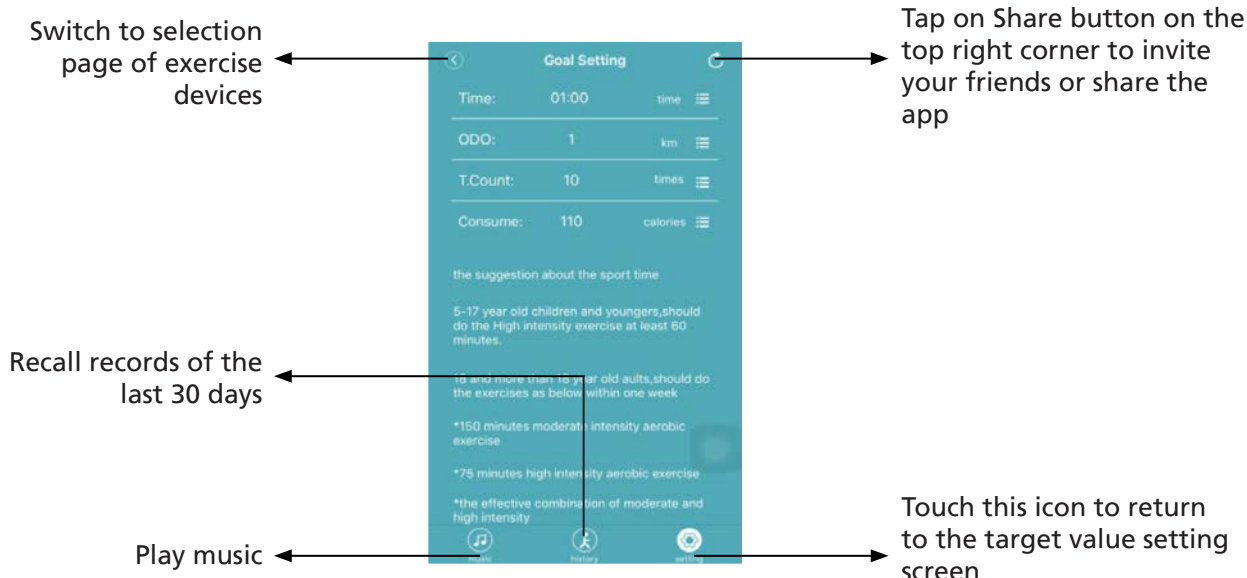 Switch to selection
page of exercise
devices
Tap on Share button on the
top right corner to invite
your friends or share the
app
Goal Setting
Time: 01:00 time
ODO: 1 km
T.Count: 10 times
Consume: 110 calories
the suggestion about the sport time
5-17 year old children and youngers,should
do the High intensity exercise at least 60
minutes.
18 and more than 18 year old aults,should do
the exercises as below within one week
*150 minutes moderate intensity aerobic
exercise
*75 minutes high intensity aerobic exercise
*the effective combination of moderate and
high intensity
Recall records of the
last 30 days
music history setting
Play music
Touch this icon to return
to the target value setting
screen